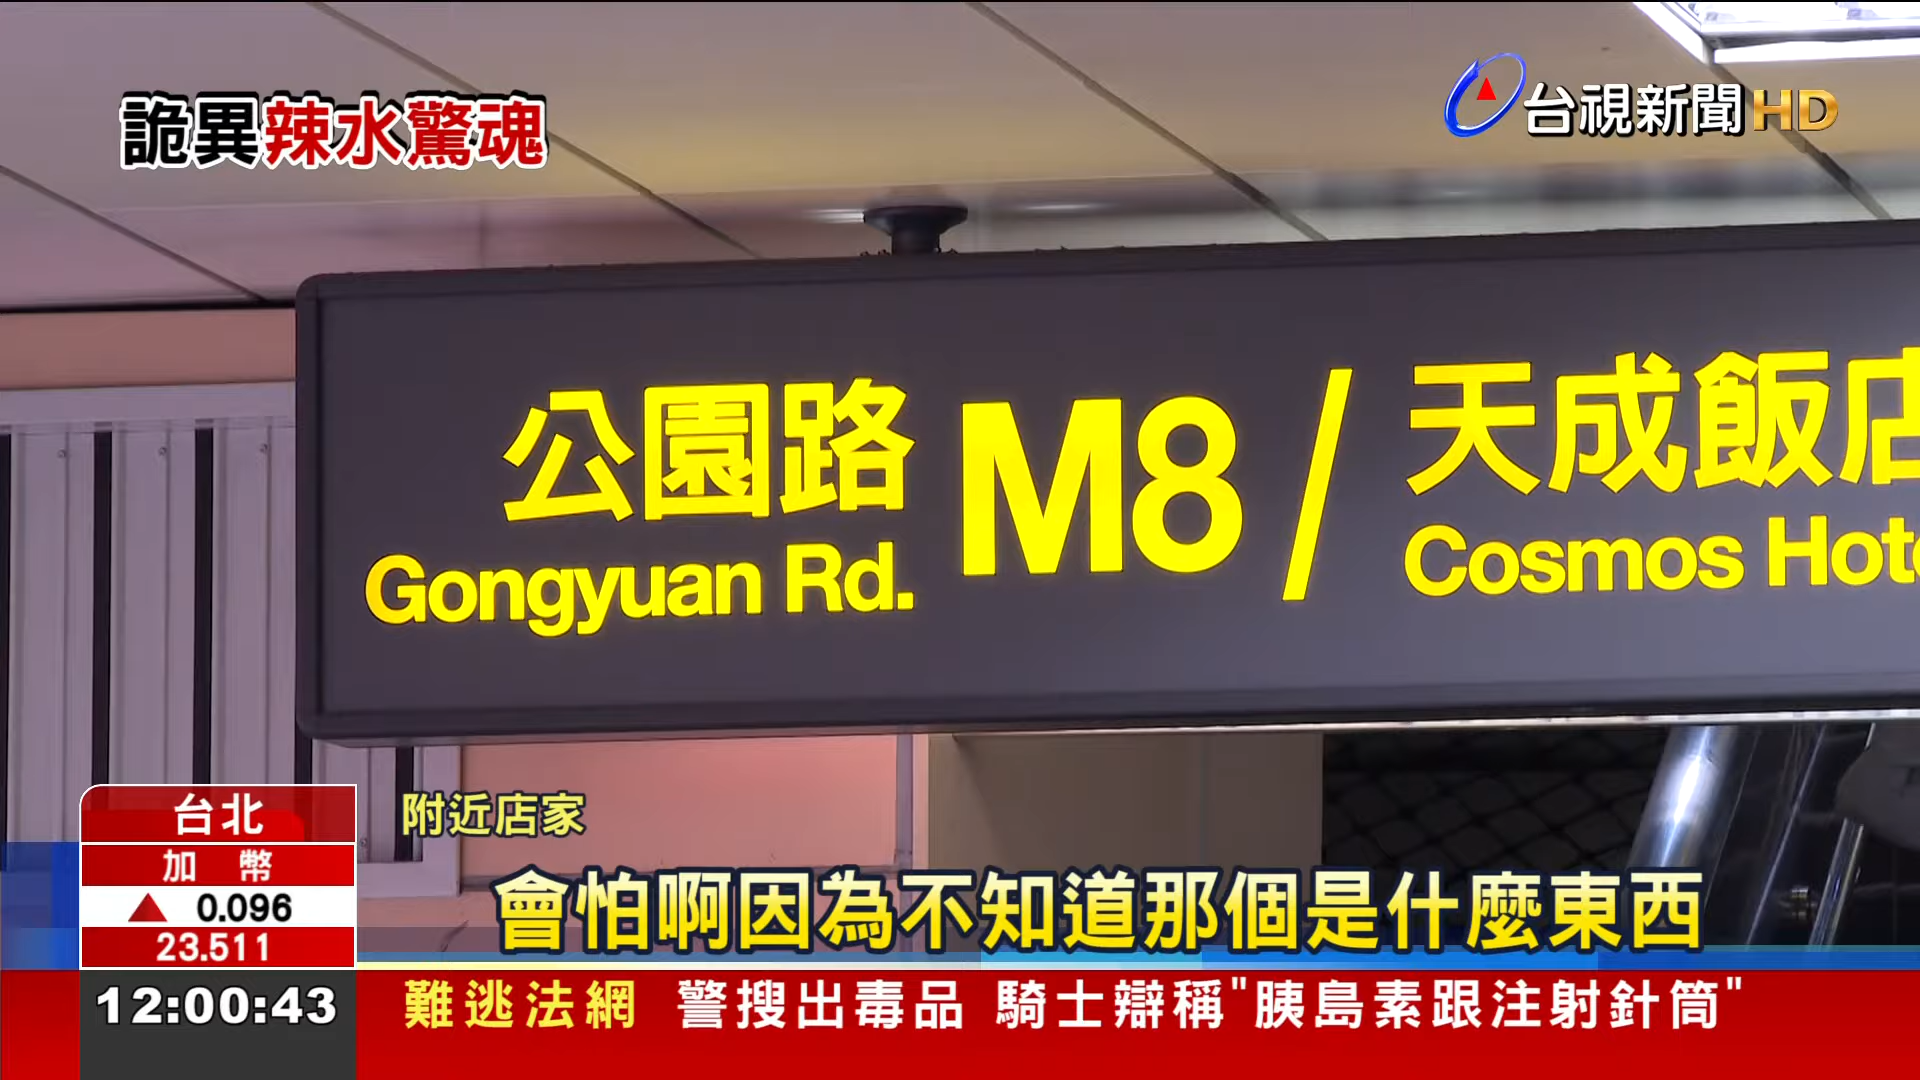 詭異辣水驚魂
台視新聞HD
公園路 M8 / 天成飯店
Gongyuan Rd. Cosmos Hote
台北
附近店家
加幣
0.096
23.511
會怕啊因為不知道那個是什麼東西
12:00:43
難逃法網 警搜出毒品 騎士辯稱"胰島素跟注射針筒"